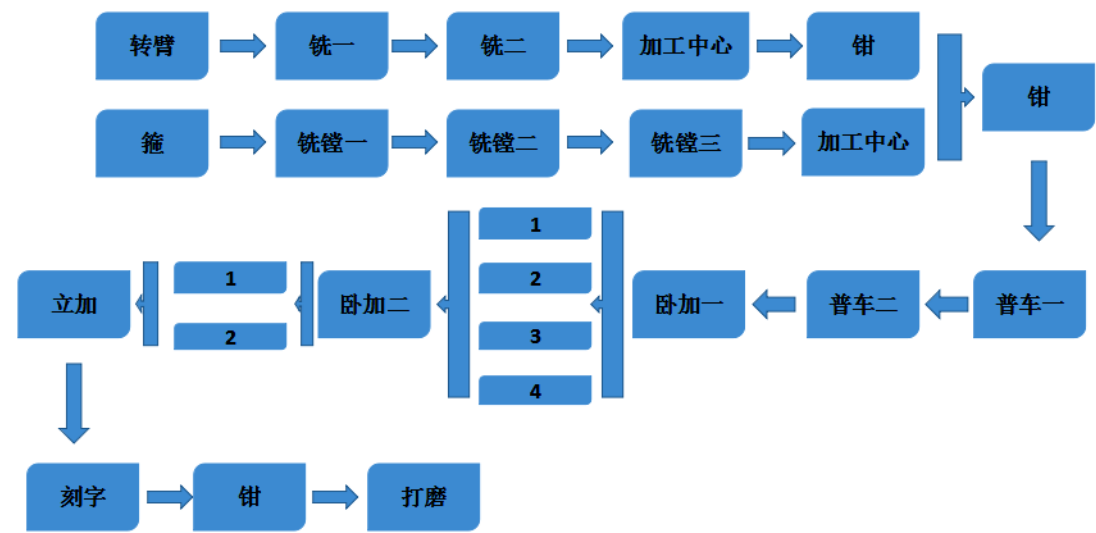 转臂
铣一
铣二
加工中心
钳
箍
铣镗一
铣镗二
铣镗三
加工中心
钳
普车一
普车二
卧加一
1
2
3
4
卧加二
1
2
立加
刻字
钳
打磨